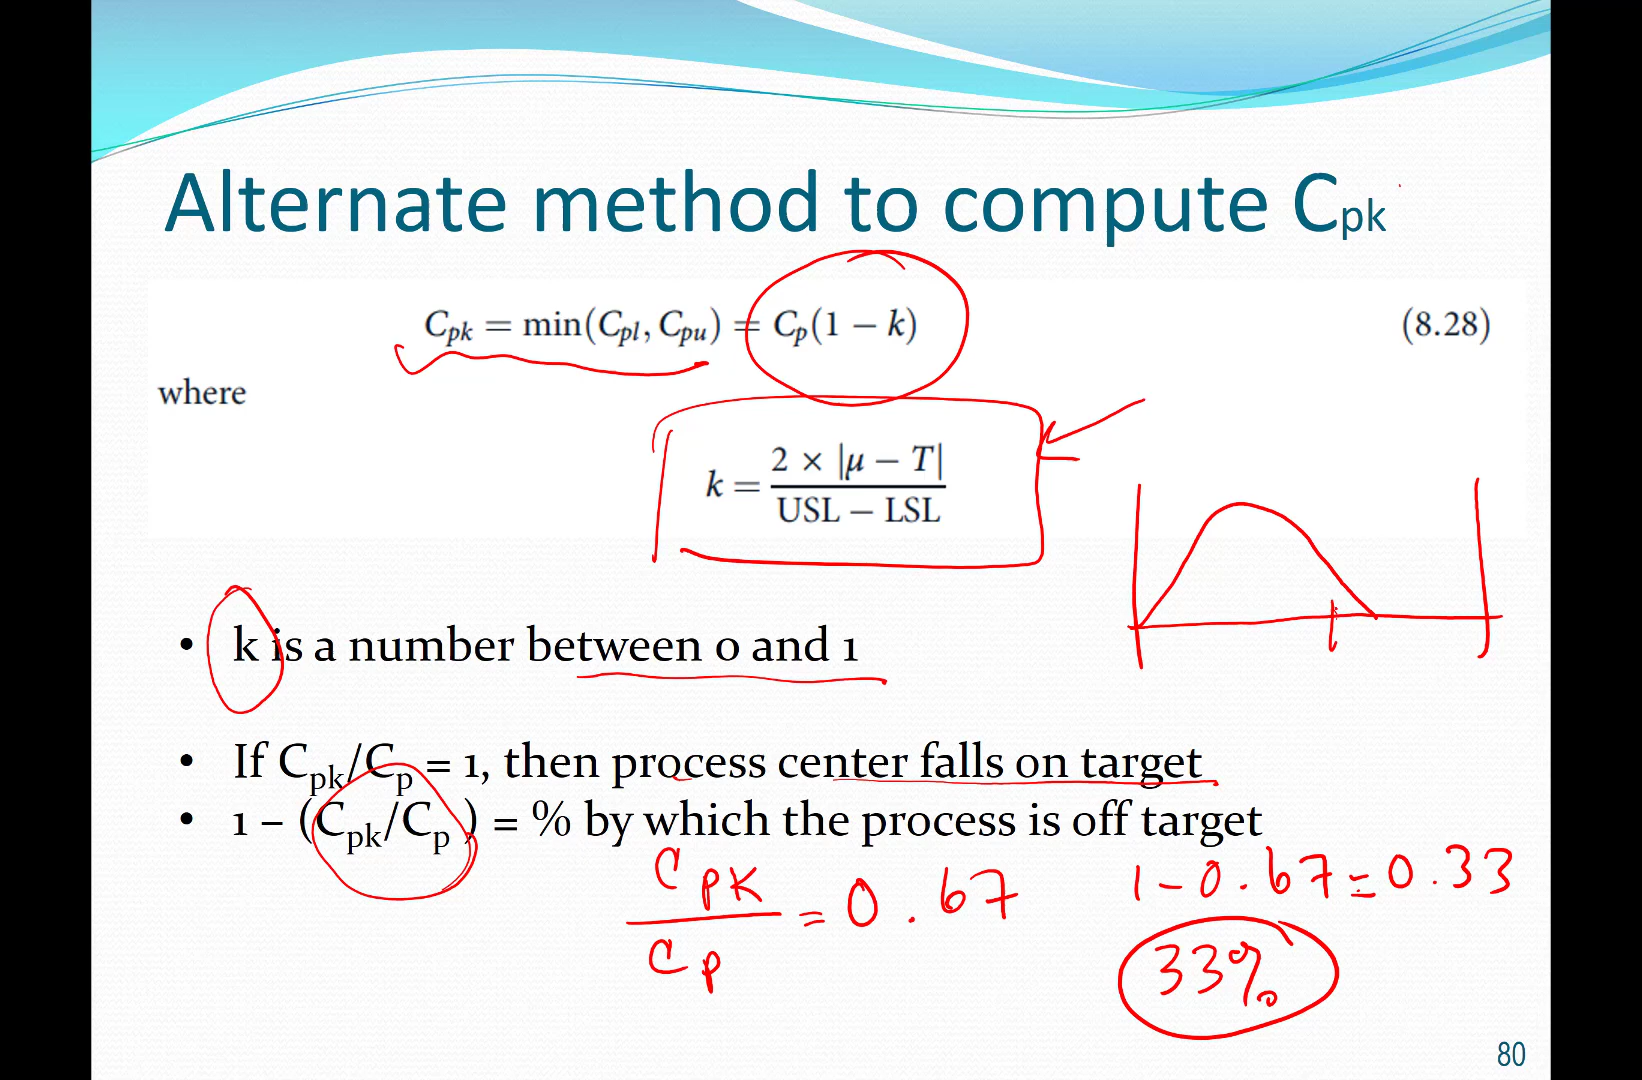 Alternate method to compute Cpk
Cpk = min(Cpl, Cpu) = Cp(1 − k) (8.28)
where
k = 2 × |μ − T| / USL − LSL
• k is a number between 0 and 1
• If Cpk/Cp = 1, then process center falls on target
• 1 – (Cpk/Cp ) = % by which the process is off target
CPK / CP = 0.67
1 - 0.67 = 0.33
33%
80